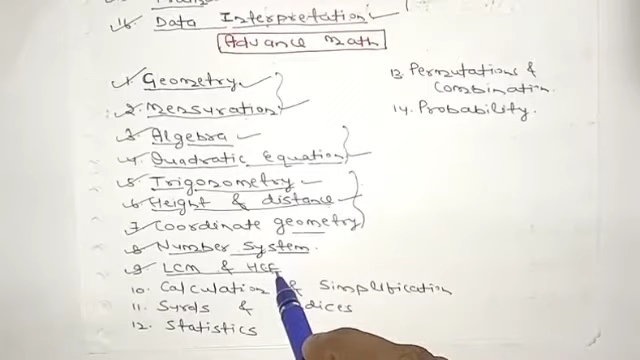 16. Data Interpretation
Advance math
1. Geometry
2. Mensuration
3. Algebra
4. Quadratic Equation
5. Trigonometry
6. Height & distance
7. Coordinate geometry
8. Number System.
9. LCM & HCF
10. Calculation & Simplification
11. Surds &
12. Statistics
13. Permutations &
Combination.
14. Probability.